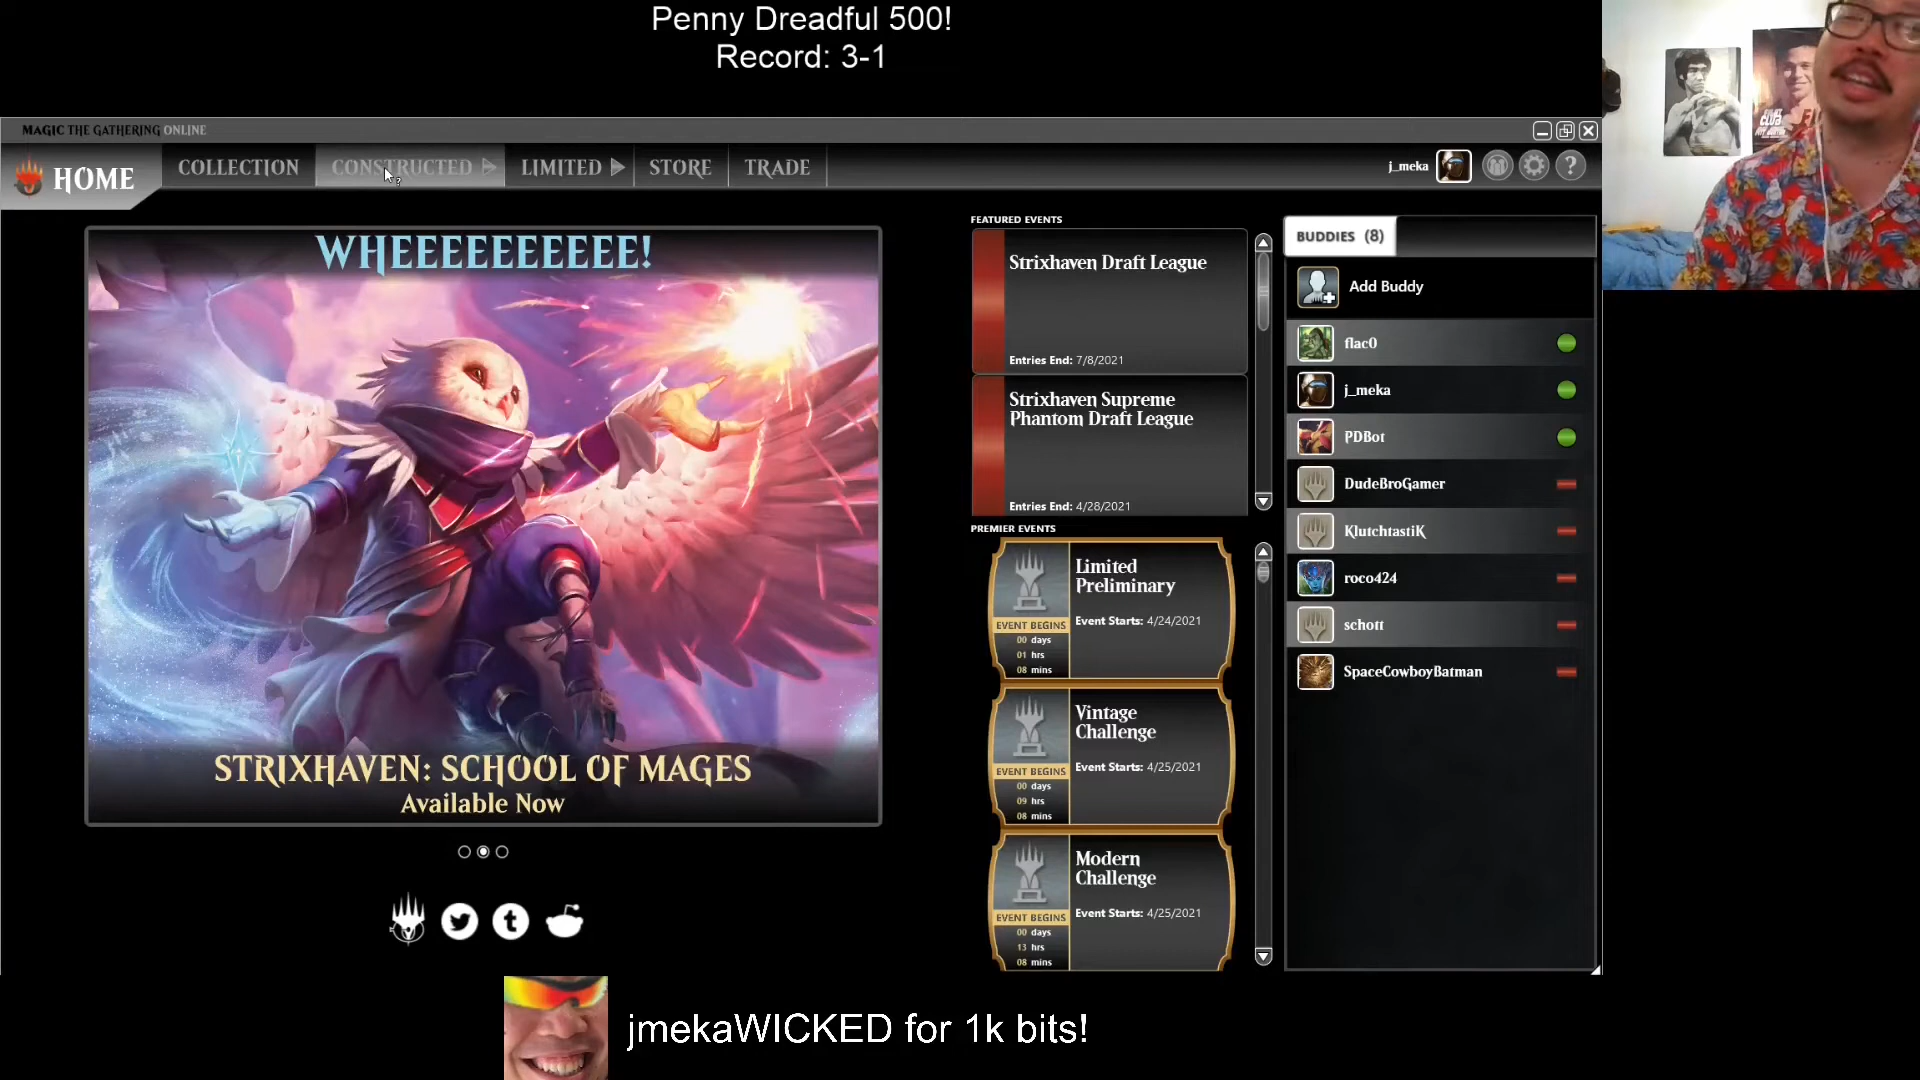 Penny Dreadful 500!
Record: 3-1
MAGIC THE GATHERING ONLINE
HOME
COLLECTION
CONSTRUCTED
LIMITED
STORE
TRADE
j_meka
?
WHEEEEEEEEEE!
STRIXHAVEN: SCHOOL OF MAGES
Available Now
FEATURED EVENTS
Strixhaven Draft League
Entries End: 7/8/2021
Strixhaven Supreme
Phantom Draft League
Entries End: 4/28/2021
PREMIER EVENTS
Limited
Preliminary
Event Starts: 4/24/2021
EVENT BEGINS
00 days
01 hrs
08 mins
Vintage
Challenge
Event Starts: 4/25/2021
EVENT BEGINS
00 days
09 hrs
08 mins
Modern
Challenge
Event Starts: 4/25/2021
EVENT BEGINS
00 days
13 hrs
08 mins
BUDDIES (8)
Add Buddy
flac0
j_meka
PDBot
DudeBroGamer
KlutchtastiK
roco424
schott
SpaceCowboyBatman
CLUB
jmekaWICKED for 1k bits!